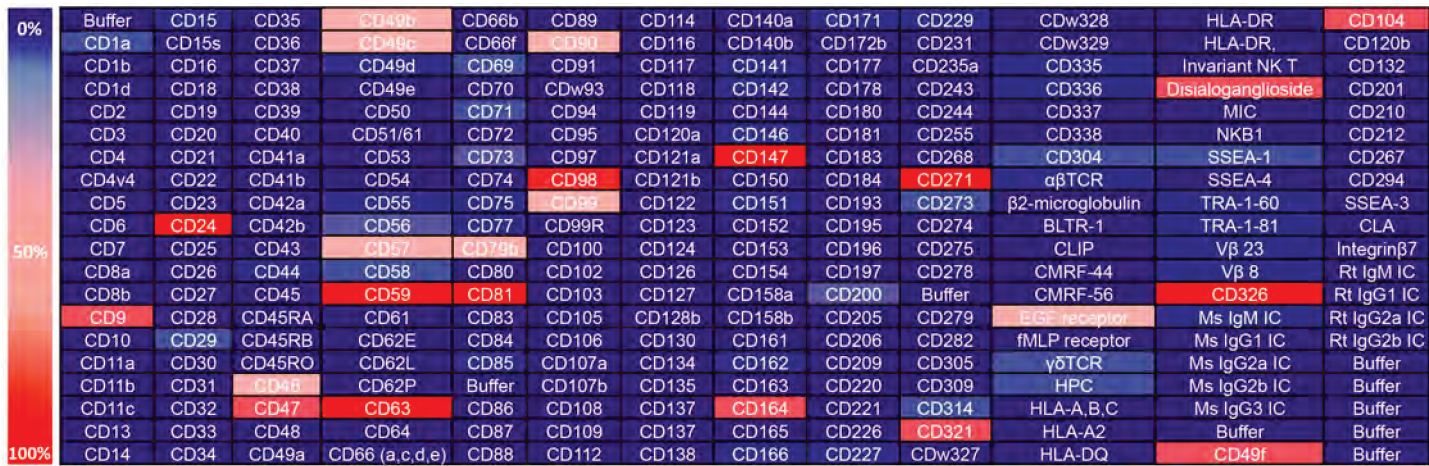 0%
50%
100%
Buffer CD15 CD35 CD49b CD66b CD89 CD114 CD140a CD171 CD229 CDw328 HLA-DR CD104
CD1a CD15s CD36 CD49c CD66f CD90 CD116 CD140b CD172b CD231 CDw329 HLA-DR, CD120b
CD1b CD16 CD37 CD49d CD69 CD91 CD117 CD141 CD177 CD235a CD335 Invariant NK T CD132
CD1d CD18 CD38 CD49e CD70 CDw93 CD118 CD142 CD178 CD243 CD336 Disialoganglioside CD201
CD2 CD19 CD39 CD50 CD71 CD94 CD119 CD144 CD180 CD244 CD337 MIC CD210
CD3 CD20 CD40 CD51/61 CD72 CD95 CD120a CD146 CD181 CD255 CD338 NKB1 CD212
CD4 CD21 CD41a CD53 CD73 CD97 CD121a CD147 CD183 CD268 CD304 SSEA-1 CD267
CD4v4 CD22 CD41b CD54 CD74 CD98 CD121b CD150 CD184 CD271 αβTCR SSEA-4 CD294
CD5 CD23 CD42a CD55 CD75 CD99 CD122 CD151 CD193 CD273 β2-microglobulin TRA-1-60 SSEA-3
CD6 CD24 CD42b CD56 CD77 CD99R CD123 CD152 CD195 CD274 BLTR-1 TRA-1-81 CLA
CD7 CD25 CD43 CD57 CD79b CD100 CD124 CD153 CD196 CD275 CLIP Vβ 23 Integrinβ7
CD8a CD26 CD44 CD58 CD80 CD102 CD126 CD154 CD197 CD278 CMRF-44 Vβ 8 Rt IgM IC
CD8b CD27 CD45 CD59 CD81 CD103 CD127 CD158a CD200 Buffer CMRF-56 CD326 Rt IgG1 IC
CD9 CD28 CD45RA CD61 CD83 CD105 CD128b CD158b CD205 CD279 EGF receptor Ms IgM IC Rt IgG2a IC
CD10 CD29 CD45RB CD62E CD84 CD106 CD130 CD161 CD206 CD282 fMLP receptor Ms IgG1 IC Rt IgG2b IC
CD11a CD30 CD45RO CD62L CD85 CD107a CD134 CD162 CD209 CD305 γδTCR Ms IgG2a IC Buffer
CD11b CD31 CD46 CD62P Buffer CD107b CD135 CD163 CD220 CD309 HPC Ms IgG2b IC Buffer
CD11c CD32 CD47 CD63 CD86 CD108 CD137 CD164 CD221 CD314 HLA-A,B,C Ms IgG3 IC Buffer
CD13 CD33 CD48 CD64 CD87 CD109 CD137 CD165 CD226 CD321 HLA-A2 Buffer Buffer
CD14 CD34 CD49a CD66 (a,c,d,e) CD88 CD112 CD138 CD166 CD227 CDw327 HLA-DQ CD49f Buffer